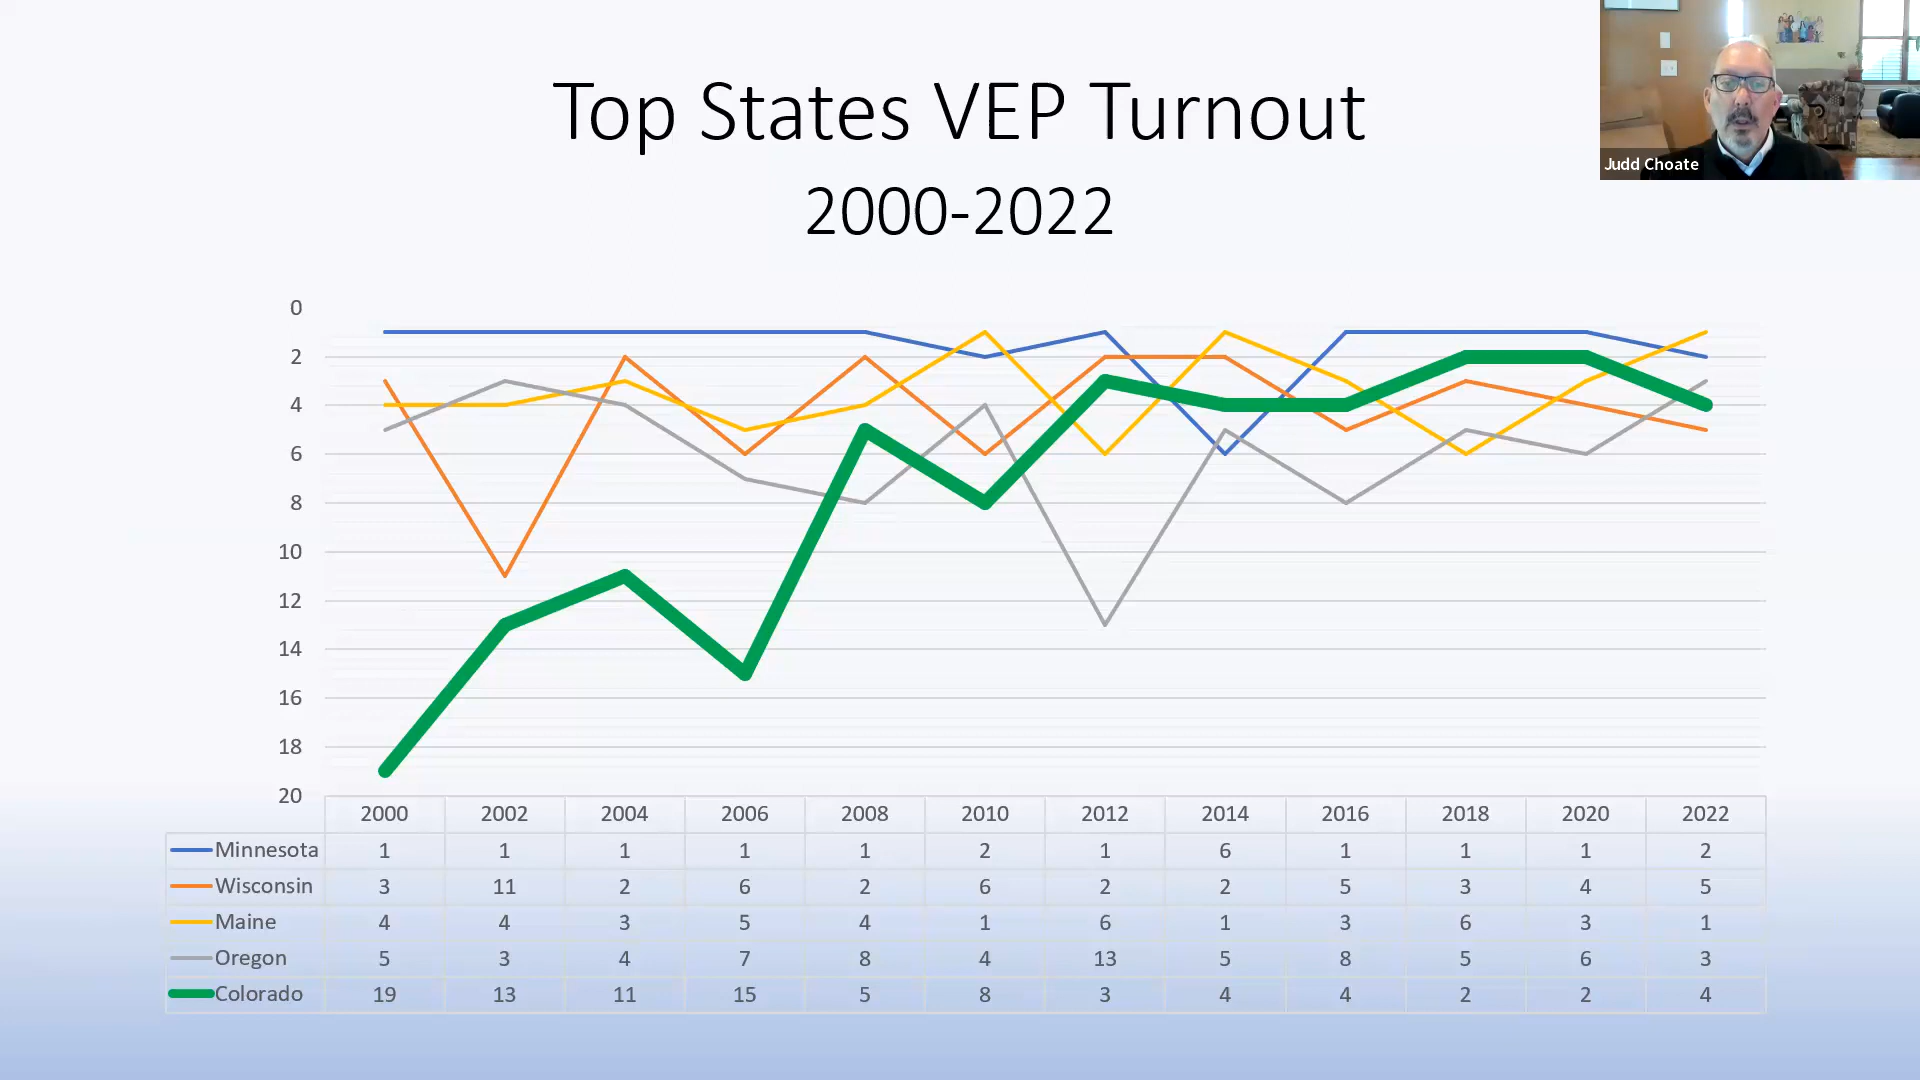 Top States VEP Turnout
2000-2022
Judd Choate
0
2
4
6
8
10
12
14
16
18
20
2000 2002 2004 2006 2008 2010 2012 2014 2016 2018 2020 2022
Minnesota 1 1 1 1 1 2 1 6 1 1 1 2
Wisconsin 3 11 2 6 2 6 2 2 5 3 4 5
Maine 4 4 3 5 4 1 6 1 3 6 3 1
Oregon 5 3 4 7 8 4 13 5 8 5 6 3
Colorado 19 13 11 15 5 8 3 4 4 2 2 4